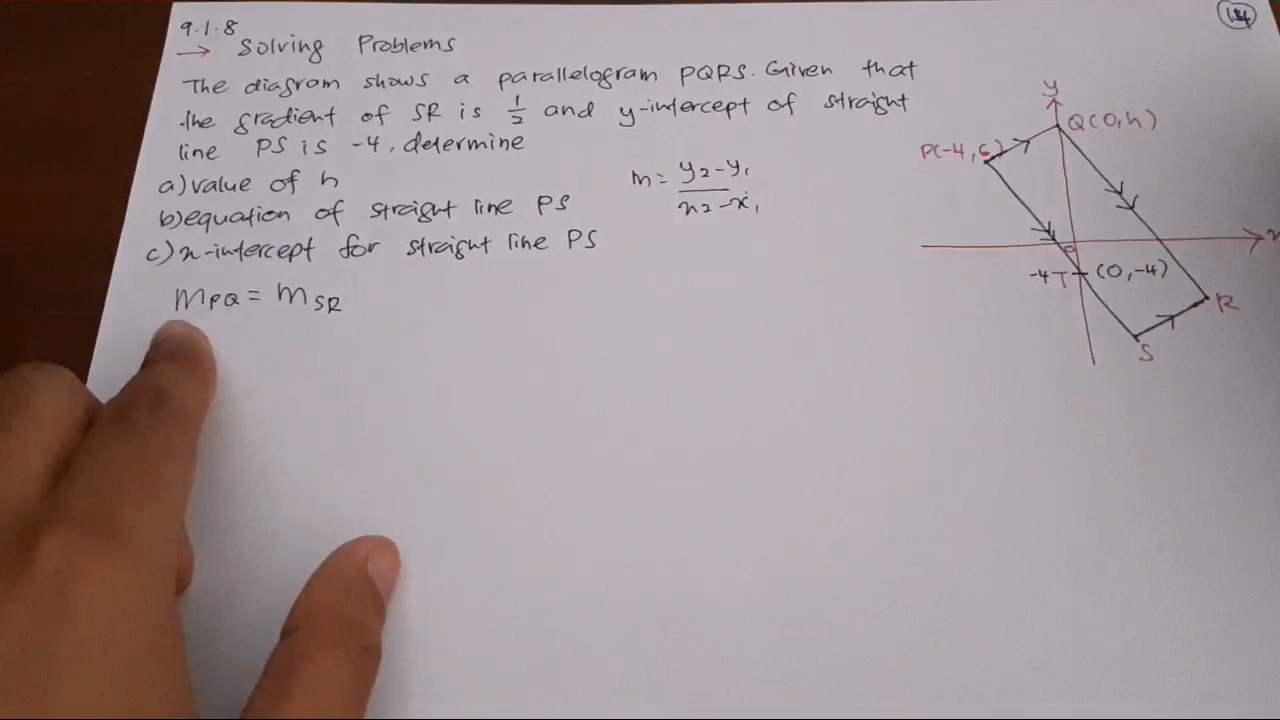 9.1.8
→ Solving Problems
The diagram shows a parallelogram PQRS. Given that
the gradient of SR is 1/2 and y-intercept of straight
line PS is -4, determine
a) value of h
b) equation of straight line PS
c) x-intercept for straight line PS
m = y₂-y₁ / x₂-x₁
mPQ = mSR
14
y
Q(0,h)
P(-4,6)
x
O
-4 T (0,-4)
R
S